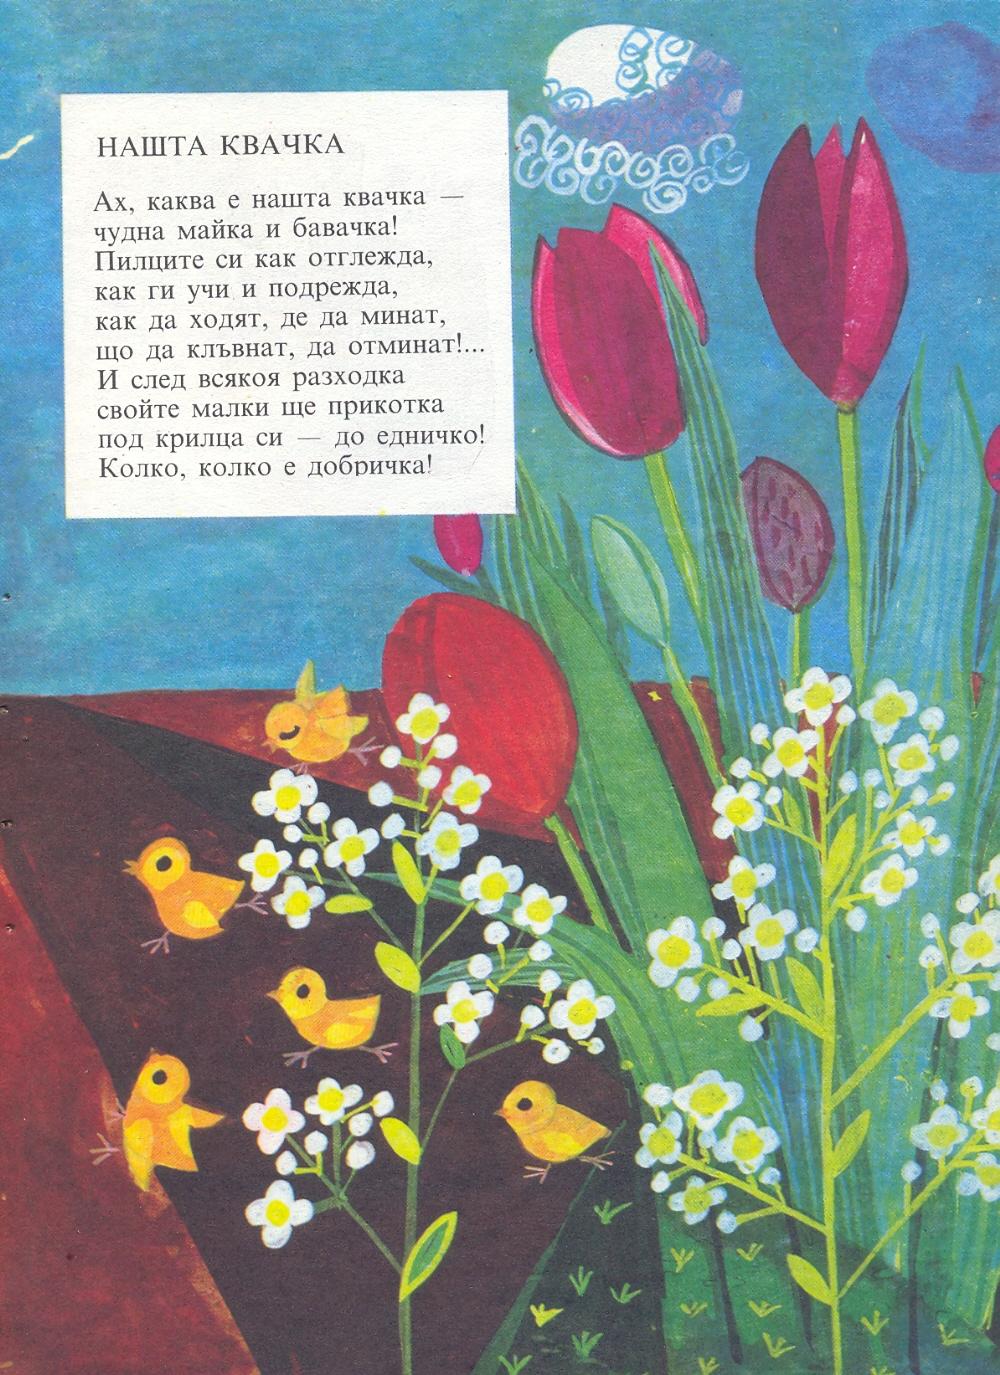 НАШТА КВАЧКА
Ах, каква е нашта квачка —
чудна майка и бавачка!
Пилците си как отглежда,
как ги учи и подрежда,
как да ходят, де да минат,
що да клъвнат, да отминат!...
И след всякоя разходка
свойте малки ще прикотка
под крилца си — до едничко!
Колко, колко е добричка!